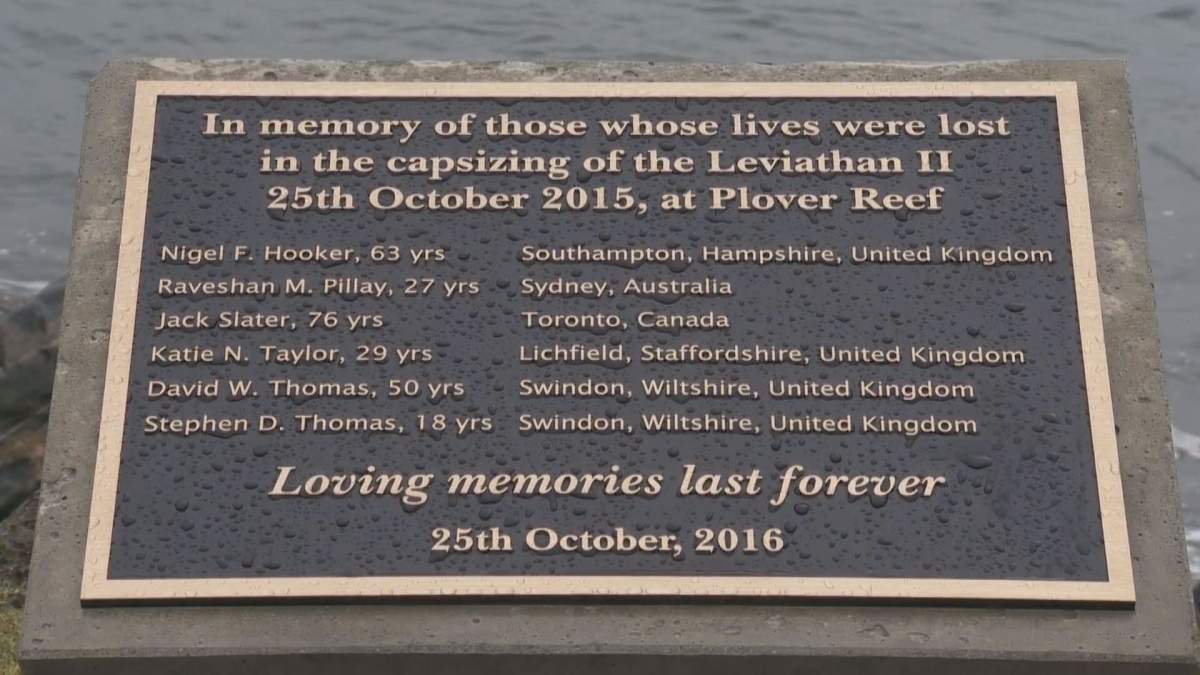 In memory of those whose lives were lost
in the capsizing of the Leviathan II
25th October 2015, at Plover Reef
Nigel F. Hooker, 63 yrs Southampton, Hampshire, United Kingdom
Raveshan M. Pillay, 27 yrs Sydney, Australia
Jack Slater, 76 yrs Toronto, Canada
Katie N. Taylor, 29 yrs Lichfield, Staffordshire, United Kingdom
David W. Thomas, 50 yrs Swindon, Wiltshire, United Kingdom
Stephen D. Thomas, 18 yrs Swindon, Wiltshire, United Kingdom
Loving memories last forever
25th October, 2016